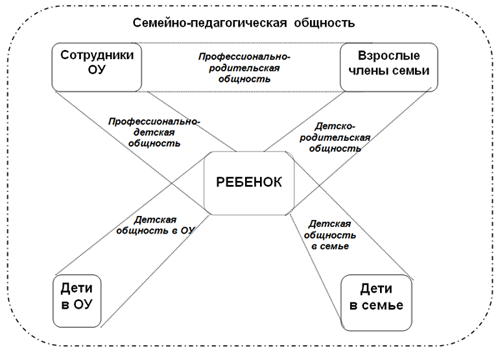 Семейно-педагогическая общность
Сотрудники
ОУ
Профессионально-
родительская
общность
Взрослые
члены семьи
Профессионально-
детская
общность
Детско-
родительская
общность
РЕБЕНОК
Детская
общность в ОУ
Детская
общность
в семье
Дети
в ОУ
Дети
в семье